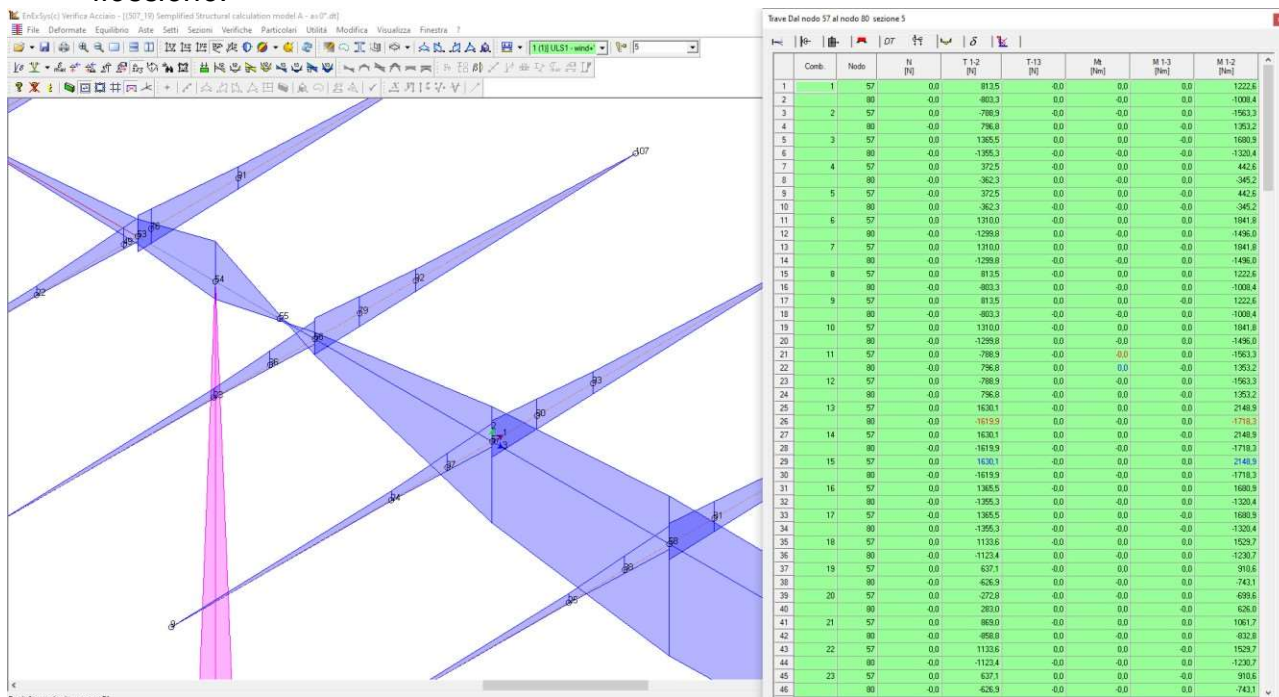 flessione.
EnExSys(c) Verifica Acciaio - [(507_19) Semplified Structural calculation model A - a=0°.dt]
File Deformate Equilibrio Aste Setti Sezioni Verifiche Particolari Utilità Modifica Visualizza Finestra ?
1 (1)| ULS1 - wind+ 5
107
91
53
22
54
92
55
79
93
80
57
1
3
94
81
58
9
Trave Dal nodo 57 al nodo 80 sezione 5
DT δ
Comb. Nodo N [N] T 1-2 [N] T-13 [N] Mt [Nm] M 1-3 [Nm] M 1-2 [Nm]
1 1 57 0,0 813,5 -0,0 0,0 0,0 1222,6
2 80 -0,0 -803,3 0,0 -0,0 -0,0 -1008,4
3 2 57 0,0 -788,9 -0,0 0,0 0,0 -1563,3
4 80 -0,0 796,8 0,0 -0,0 -0,0 1353,2
5 3 57 0,0 1365,5 -0,0 0,0 0,0 1680,9
6 80 -0,0 -1355,3 0,0 -0,0 -0,0 -1320,4
7 4 57 0,0 372,5 -0,0 0,0 0,0 442,6
8 80 -0,0 -362,3 0,0 -0,0 -0,0 -345,2
9 5 57 0,0 372,5 -0,0 0,0 0,0 442,6
10 80 -0,0 -362,3 0,0 -0,0 -0,0 -345,2
11 6 57 0,0 1310,0 -0,0 0,0 0,0 1841,8
12 80 -0,0 -1299,8 0,0 -0,0 -0,0 -1496,0
13 7 57 0,0 1310,0 -0,0 0,0 0,0 1841,8
14 80 -0,0 -1299,8 0,0 -0,0 -0,0 -1496,0
15 8 57 0,0 813,5 -0,0 0,0 0,0 1222,6
16 80 -0,0 -803,3 0,0 -0,0 -0,0 -1008,4
17 9 57 0,0 813,5 -0,0 0,0 0,0 1222,6
18 80 -0,0 -803,3 0,0 -0,0 -0,0 -1008,4
19 10 57 0,0 1310,0 -0,0 0,0 0,0 1841,8
20 80 -0,0 -1299,8 0,0 -0,0 -0,0 -1496,0
21 11 57 0,0 -788,9 -0,0 -0,0 0,0 -1563,3
22 80 -0,0 796,8 0,0 0,0 -0,0 1353,2
23 12 57 0,0 -788,9 -0,0 0,0 0,0 -1563,3
24 80 -0,0 796,8 0,0 -0,0 -0,0 1353,2
25 13 57 0,0 1630,1 -0,0 0,0 0,0 2148,9
26 80 -0,0 -1619,9 0,0 -0,0 -0,0 -1718,3
27 14 57 0,0 1630,1 -0,0 0,0 0,0 2148,9
28 80 -0,0 -1619,9 0,0 -0,0 -0,0 -1718,3
29 15 57 0,0 1630,1 -0,0 0,0 0,0 2148,9
30 80 -0,0 -1619,9 0,0 -0,0 -0,0 -1718,3
31 16 57 0,0 1365,5 -0,0 0,0 0,0 1680,9
32 80 -0,0 -1355,3 0,0 -0,0 -0,0 -1320,4
33 17 57 0,0 1365,5 -0,0 0,0 0,0 1680,9
34 80 -0,0 -1355,3 0,0 -0,0 -0,0 -1320,4
35 18 57 0,0 1133,6 -0,0 0,0 0,0 1529,7
36 80 -0,0 -1123,4 0,0 -0,0 -0,0 -1230,7
37 19 57 0,0 637,1 -0,0 0,0 0,0 910,6
38 80 -0,0 -626,9 0,0 -0,0 -0,0 -743,1
39 20 57 0,0 -272,8 -0,0 0,0 0,0 -699,6
40 80 -0,0 283,0 0,0 -0,0 -0,0 626,0
41 21 57 0,0 869,0 -0,0 0,0 0,0 1061,7
42 80 -0,0 -858,8 0,0 -0,0 -0,0 -832,8
43 22 57 0,0 1133,6 -0,0 0,0 0,0 1529,7
44 80 -0,0 -1123,4 0,0 -0,0 -0,0 -1230,7
45 23 57 0,0 637,1 -0,0 0,0 0,0 910,6
46 80 -0,0 -626,9 0,0 -0,0 -0,0 -743,1